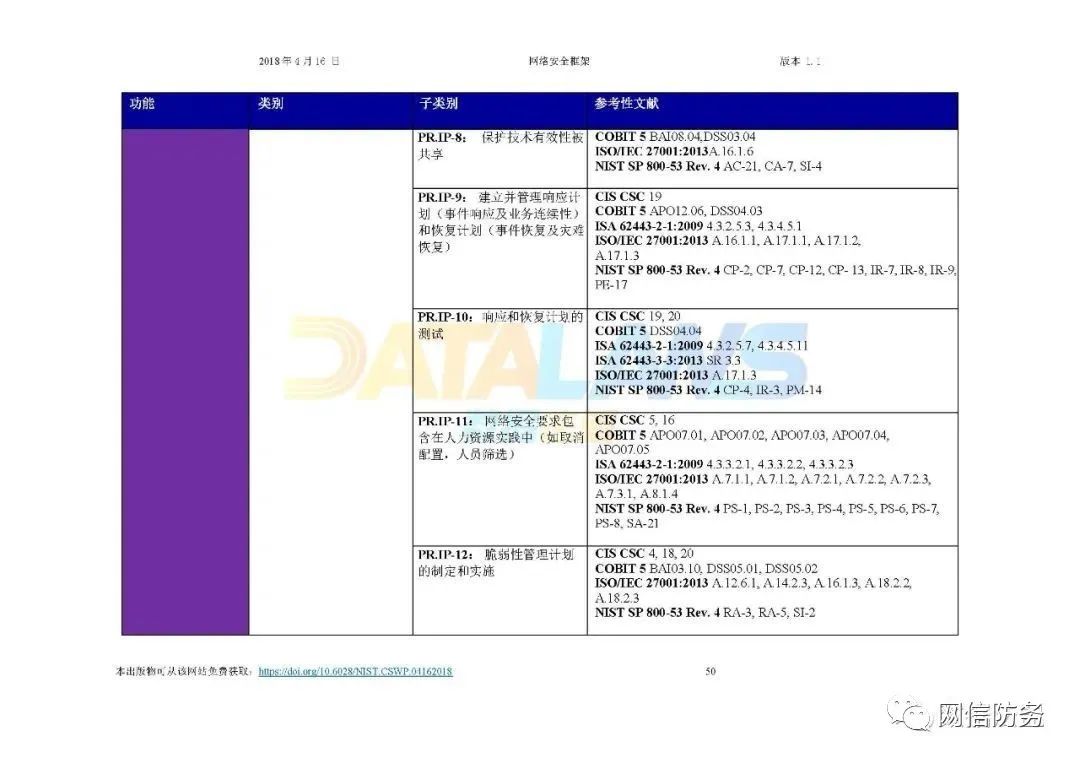 2018年4月16日 网络安全框架 版本 1.1
功能 类别 子类别 参考性文献
PR.IP-8： 保护技术有效性被
共享
COBIT 5 BAI08.04,DSS03.04
ISO/IEC 27001:2013A.16.1.6
NIST SP 800-53 Rev. 4 AC-21, CA-7, SI-4
PR.IP-9： 建立并管理响应计
划（事件响应及业务连续性）
和恢复计划（事件恢复及灾难
恢复）
CIS CSC 19
COBIT 5 APO12.06, DSS04.03
ISA 62443-2-1:2009 4.3.2.5.3, 4.3.4.5.1
ISO/IEC 27001:2013 A.16.1.1, A.17.1.1, A.17.1.2,
A.17.1.3
NIST SP 800-53 Rev. 4 CP-2, CP-7, CP-12, CP- 13, IR-7, IR-8, IR-9,
PE-17
PR.IP-10：响应和恢复计划的
测试
CIS CSC 19, 20
COBIT 5 DSS04.04
ISA 62443-2-1:2009 4.3.2.5.7, 4.3.4.5.11
ISA 62443-3-3:2013 SR 3.3
ISO/IEC 27001:2013 A.17.1.3
NIST SP 800-53 Rev. 4 CP-4, IR-3, PM-14
PR.IP-11： 网络安全要求包
含在人力资源实践中（如取消
配置，人员筛选）
CIS CSC 5, 16
COBIT 5 APO07.01, APO07.02, APO07.03, APO07.04,
APO07.05
ISA 62443-2-1:2009 4.3.3.2.1, 4.3.3.2.2, 4.3.3.2.3
ISO/IEC 27001:2013 A.7.1.1, A.7.1.2, A.7.2.1, A.7.2.2, A.7.2.3,
A.7.3.1, A.8.1.4
NIST SP 800-53 Rev. 4 PS-1, PS-2, PS-3, PS-4, PS-5, PS-6, PS-7,
PS-8, SA-21
PR.IP-12： 脆弱性管理计划
的制定和实施
CIS CSC 4, 18, 20
COBIT 5 BAI03.10, DSS05.01, DSS05.02
ISO/IEC 27001:2013 A.12.6.1, A.14.2.3, A.16.1.3, A.18.2.2,
A.18.2.3
NIST SP 800-53 Rev. 4 RA-3, RA-5, SI-2
DATALAWS
本出版物可从该网站免费获取：https://doi.org/10.6028/NIST.CSWP.04162018 50
网信防务